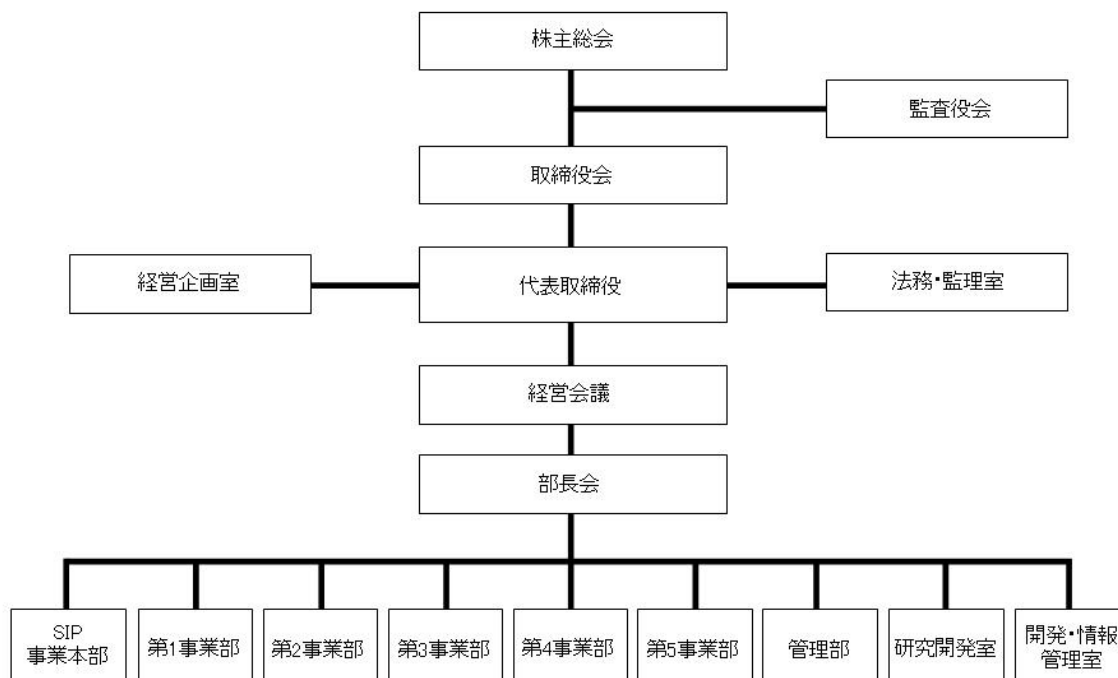 株主総会
監査役会
取締役会
経営企画室
代表取締役
法務・監理室
経営会議
部長会
SIP
事業本部
第1事業部
第2事業部
第3事業部
第4事業部
第5事業部
管理部
研究開発室
開発・情報
管理室